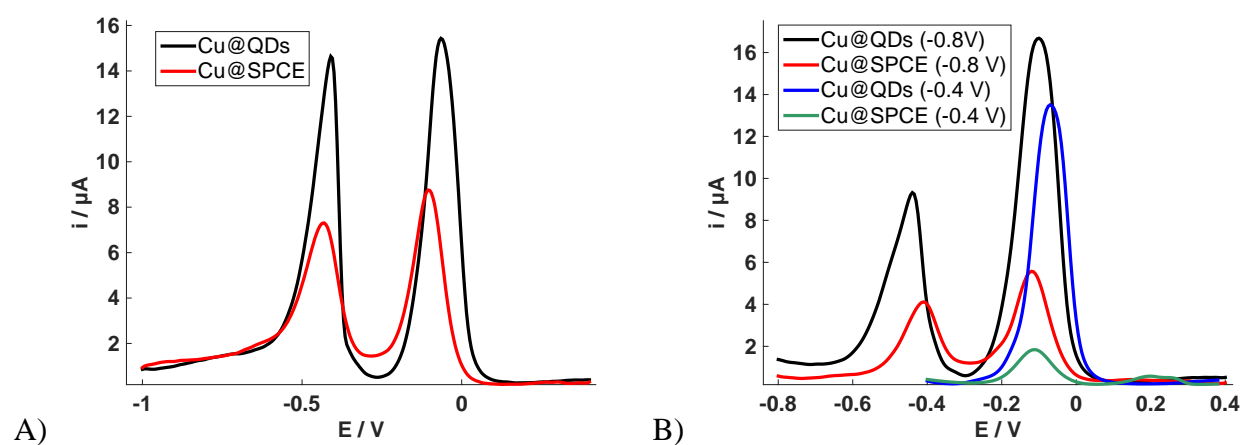 16
14
12
10
8
6
4
2
i / µA
Cu@QDs
Cu@SPCE
-1
-0.5
0
E / V
A)
16
14
12
10
8
6
4
2
i / µA
Cu@QDs (-0.8V)
Cu@SPCE (-0.8 V)
Cu@QDs (-0.4 V)
Cu@SPCE (-0.4 V)
-0.8
-0.6
-0.4
-0.2
0
0.2
0.4
E / V
B)